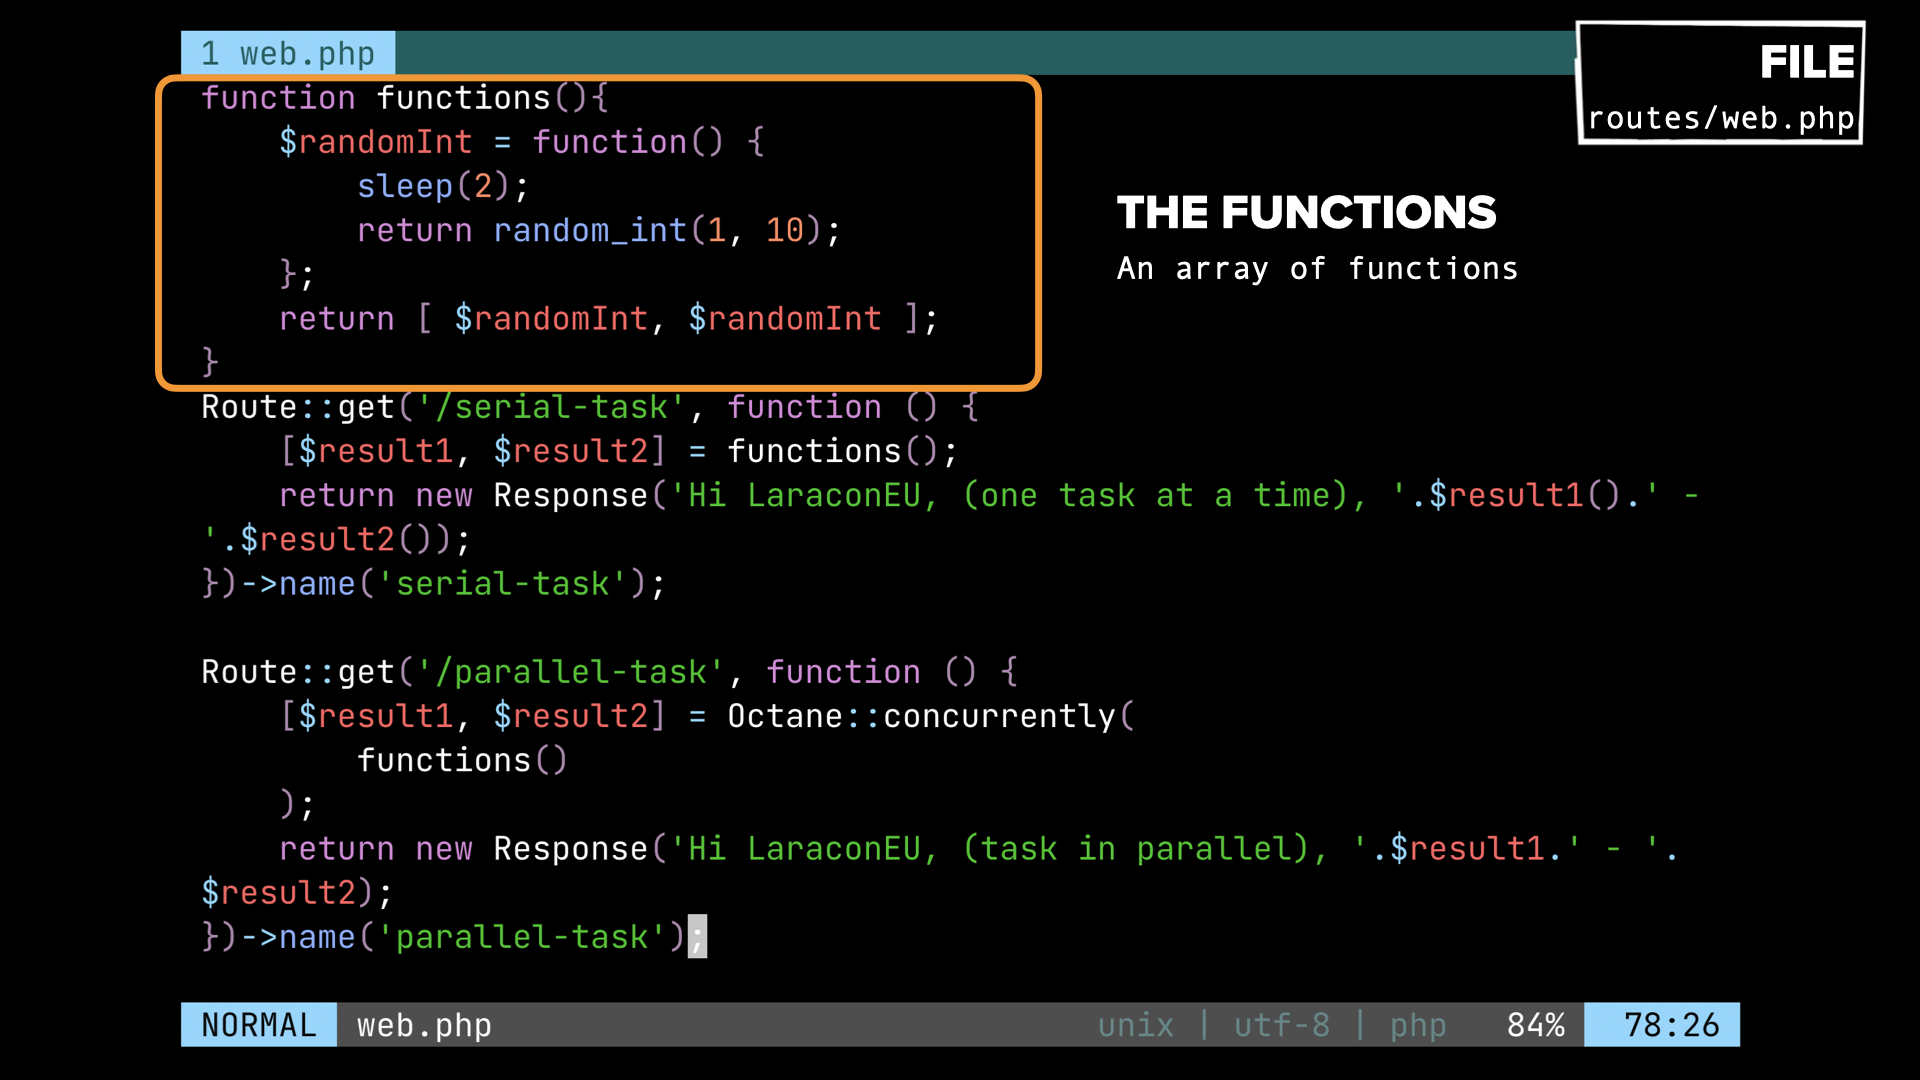 1 web.php
FILE
routes/web.php
function functions(){
    $randomInt = function() {
        sleep(2);
        return random_int(1, 10);
    };
    return [ $randomInt, $randomInt ];
}
THE FUNCTIONS
An array of functions
Route::get('/serial-task', function () {
    [$result1, $result2] = functions();
    return new Response('Hi LaraconEU, (one task at a time), '.$result1().' -
'.$result2());
})->name('serial-task');
Route::get('/parallel-task', function () {
    [$result1, $result2] = Octane::concurrently(
        functions()
    );
    return new Response('Hi LaraconEU, (task in parallel), '.$result1.' - '.
$result2);
})->name('parallel-task');
NORMAL web.php unix | utf-8 | php 84% 78:26